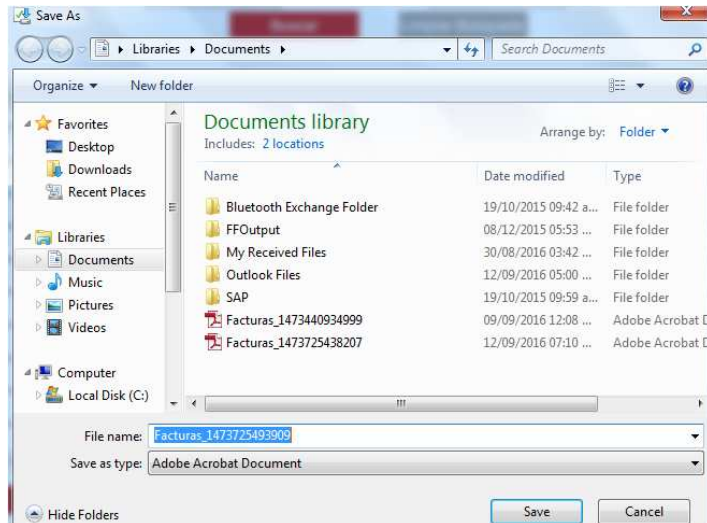 Save As
Libraries Documents Search Documents
Organize New folder
Favorites
Desktop
Downloads
Recent Places
Libraries
Documents
Music
Pictures
Videos
Computer
Local Disk (C:)
Documents library
Includes: 2 locations
Arrange by: Folder
Name Date modified Type
Bluetooth Exchange Folder 19/10/2015 09:42 a... File folder
FFOutput 08/12/2015 05:53 ... File folder
My Received Files 30/08/2016 03:42 ... File folder
Outlook Files 12/09/2016 05:00 ... File folder
SAP 19/10/2015 09:59 a... File folder
Facturas_1473440934999 09/09/2016 12:08 ... Adobe Acrobat D
Facturas_1473725438207 12/09/2016 07:10 ... Adobe Acrobat D
File name: Facturas_1473725493909
Save as type: Adobe Acrobat Document
Hide Folders Save Cancel